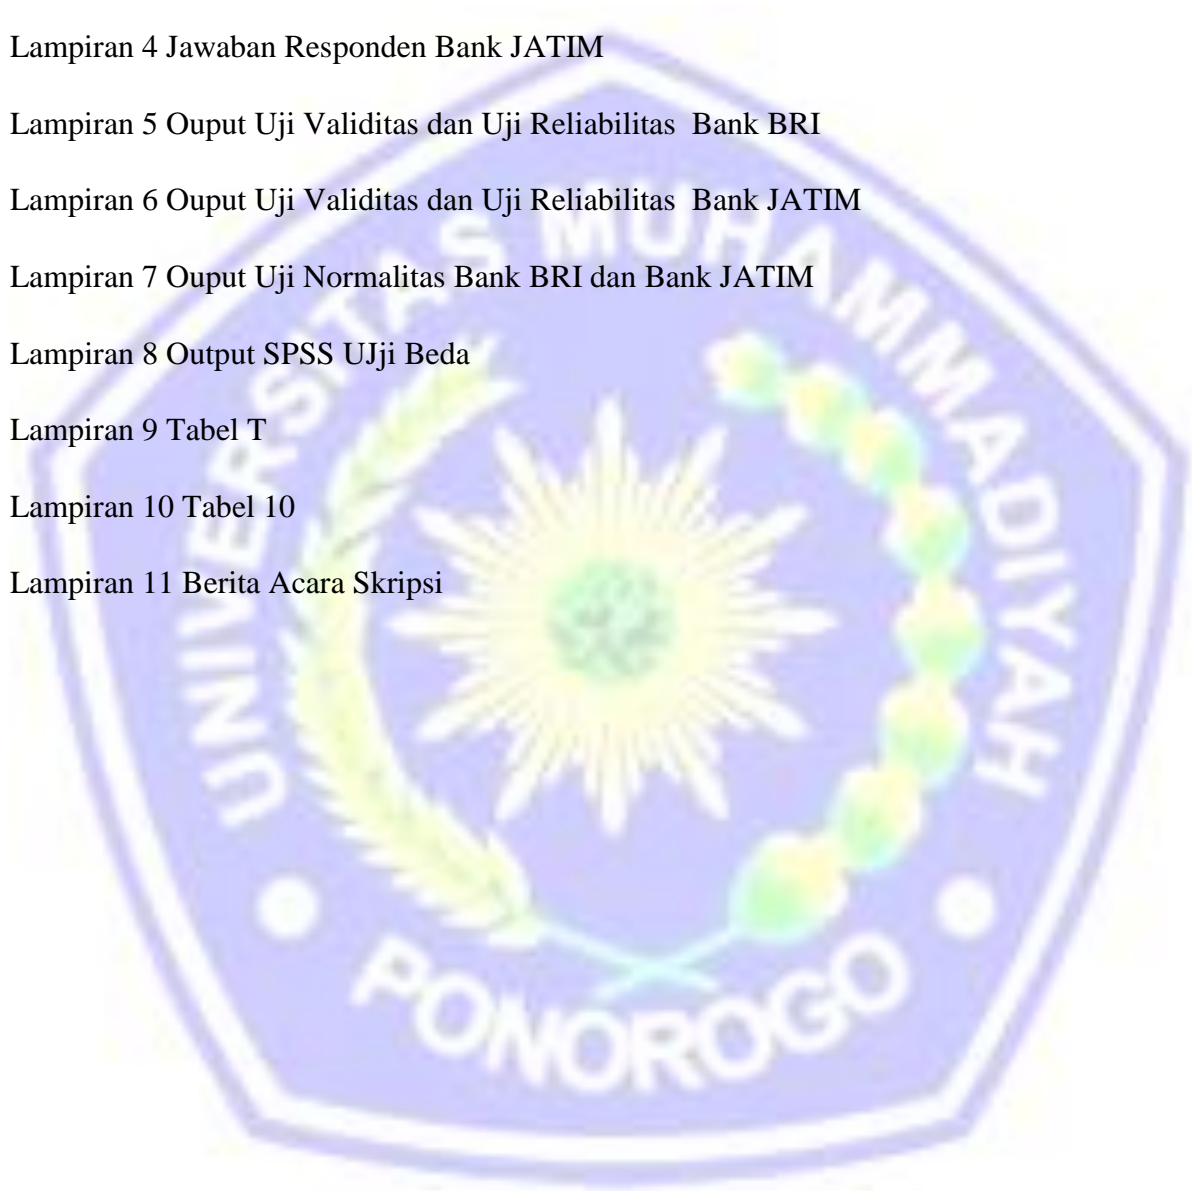 Lampiran 4 Jawaban Responden Bank JATIM
Lampiran 5 Ouput Uji Validitas dan Uji Reliabilitas  Bank BRI
Lampiran 6 Ouput Uji Validitas dan Uji Reliabilitas  Bank JATIM
Lampiran 7 Ouput Uji Normalitas Bank BRI dan Bank JATIM
Lampiran 8 Output SPSS UJji Beda
Lampiran 9 Tabel T
Lampiran 10 Tabel 10
Lampiran 11 Berita Acara Skripsi
UNIVERSITAS MUHAMMADIYAH
PONOROGO